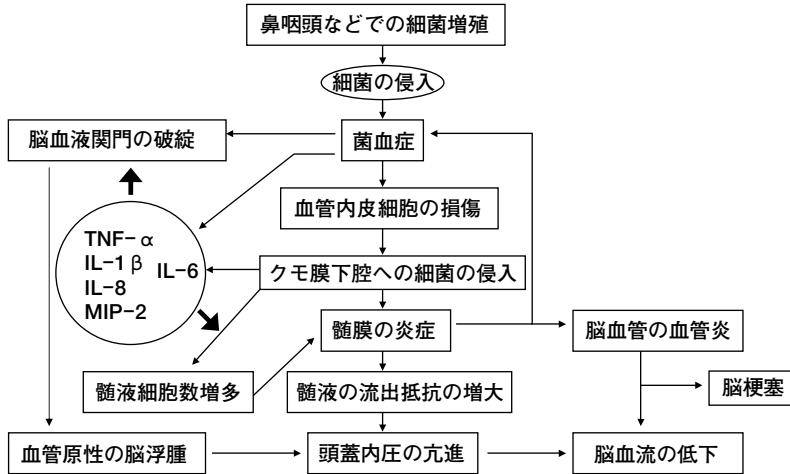 鼻咽頭などでの細菌増殖
細菌の侵入
脳血液関門の破綻
菌血症
血管内皮細胞の損傷
TNF-α
IL-1β
IL-6
IL-8
MIP-2
クモ膜下腔への細菌の侵入
髄膜の炎症
脳血管の血管炎
髄液細胞数増多
髄液の流出抵抗の増大
脳梗塞
血管原性の脳浮腫
頭蓋内圧の亢進
脳血流の低下